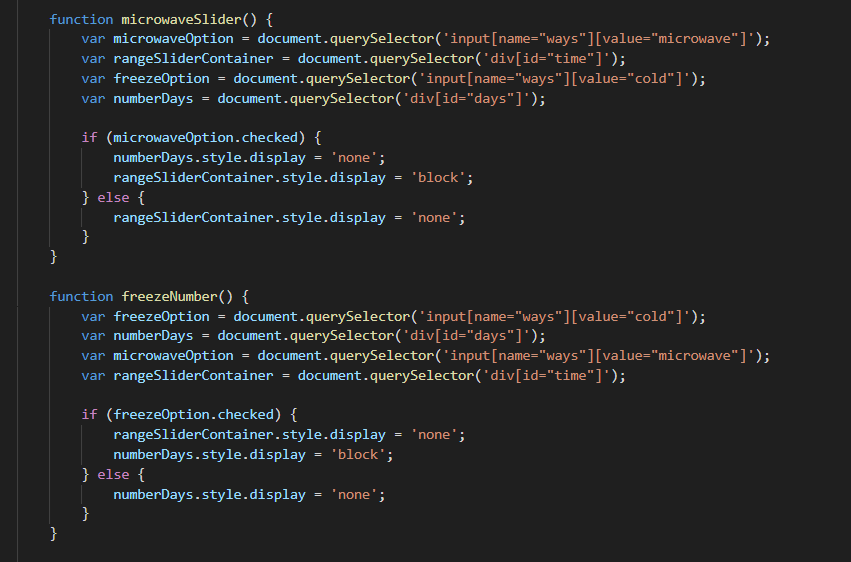 function microwaveSlider() {
    var microwaveOption = document.querySelector('input[name="ways"][value="microwave"]');
    var rangeSliderContainer = document.querySelector('div[id="time"]');
    var freezeOption = document.querySelector('input[name="ways"][value="cold"]');
    var numberDays = document.querySelector('div[id="days"]');

    if (microwaveOption.checked) {
        numberDays.style.display = 'none';
        rangeSliderContainer.style.display = 'block';
    } else {
        rangeSliderContainer.style.display = 'none';
    }
}

function freezeNumber() {
    var freezeOption = document.querySelector('input[name="ways"][value="cold"]');
    var numberDays = document.querySelector('div[id="days"]');
    var microwaveOption = document.querySelector('input[name="ways"][value="microwave"]');
    var rangeSliderContainer = document.querySelector('div[id="time"]');

    if (freezeOption.checked) {
        rangeSliderContainer.style.display = 'none';
        numberDays.style.display = 'block';
    } else {
        numberDays.style.display = 'none';
    }
}